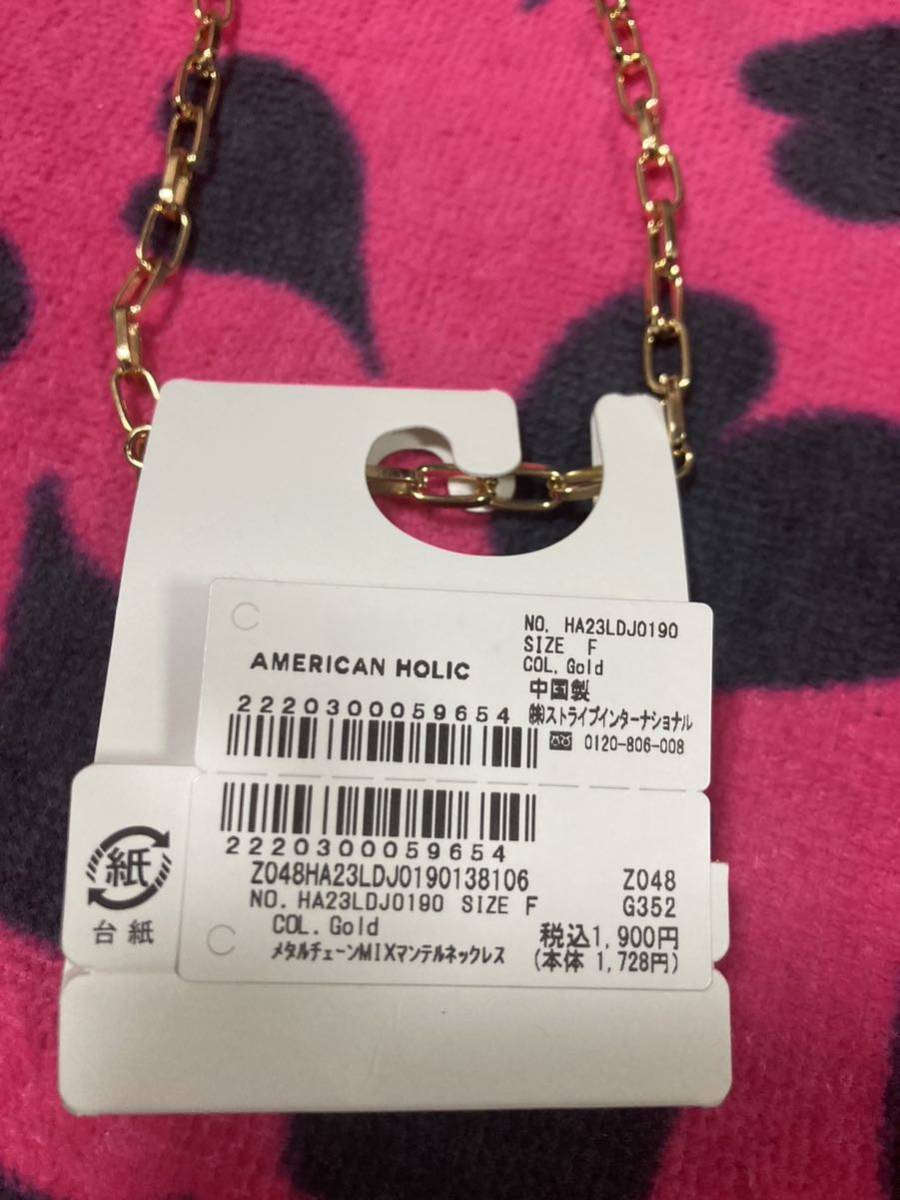 NO. HA23LDJ0190
SIZE F
COL. Gold
中国製
㈱ストライプインターナショナル
0120-806-008
AMERICAN HOLIC
2220300059654
2220300059654
Z048HA23LDJ0190138106
Z048
NO. HA23LDJ0190 SIZE F
G352
COL. Gold
税込1,900円
メタルチェーンMIXマンテルネックレス
(本体 1,728円)
紙
台紙